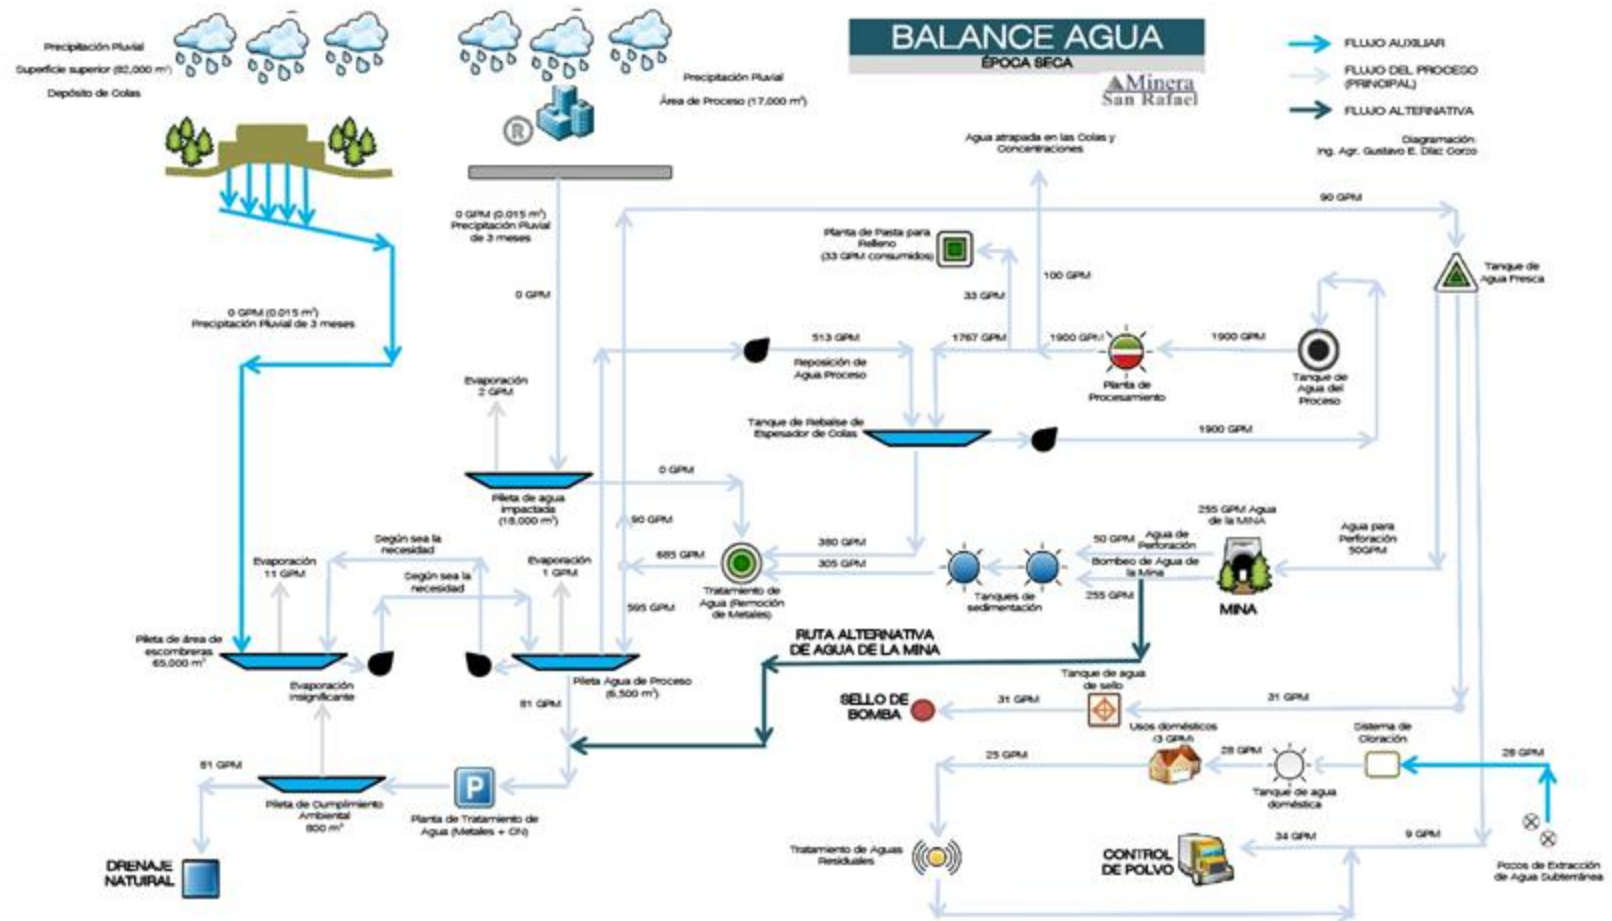 BALANCE AGUA
ÉPOCA SECA
Minera
San Rafael
FLUJO AUXILIAR
FLUJO DEL PROCESO
(PRINCIPAL)
FLUJO ALTERNATIVA
Diagramación:
Ing. Agr. Gustavo E. Díaz Gorzo
Precipitación Pluvial
Superficie superior (82,000 m²)
Depósito de Colas
Precipitación Pluvial
Área de Proceso (17,000 m²)
®
Agua atrapada en las Colas y
Concentraciones
90 GPM
0 GPM (0.015 m³)
Precipitación Pluvial
de 3 meses
Planta de Pasta para
Relleno
(33 GPM consumidos)
Tanque de
Agua Fresca
100 GPM
33 GPM
0 GPM
0 GPM (0.015 m³)
Precipitación Pluvial de 3 meses
513 GPM
Reposición de
Agua Proceso
1767 GPM
1900 GPM
1900 GPM
Planta de
Procesamiento
Tanque de
Agua del
Proceso
Evaporación
2 GPM
Tanque de Rebalse de
Espesador de Colas
1900 GPM
0 GPM
Pileta de agua
impactada
(18,000 m³)
90 GPM
255 GPM Agua
de la MINA
Agua para
Perforación
50GPM
50 GPM
Agua de
Perforación
Bombeo de Agua de
la Mina
255 GPM
MINA
380 GPM
305 GPM
685 GPM
Tratamiento de
Agua (Remoción
de Metales)
Tanques de
sedimentación
595 GPM
Según sea la
necesidad
Según sea la
necesidad
Evaporación
11 GPM
Evaporación
1 GPM
Pileta de área de
escombreras
65,000 m³
Pileta Agua de Proceso
(6,500 m³)
RUTA ALTERNATIVA
DE AGUA DE LA MINA
Evaporación
Insignificante
81 GPM
Tanque de agua
de sello
SELLO DE
BOMBA
31 GPM
31 GPM
Usos domésticos
(3 GPM)
Sistema de
Cloración
25 GPM
28 GPM
28 GPM
Tanque de agua
doméstica
81 GPM
Pileta de Cumplimiento
Ambiental
800 m³
P
Planta de Tratamiento de
Agua (Metales + CN)
DRENAJE
NATUIRAL
Tratamiento de Aguas
Residuales
CONTROL
DE POLVO
34 GPM
9 GPM
Pozos de Extracción
de Agua Subterránea